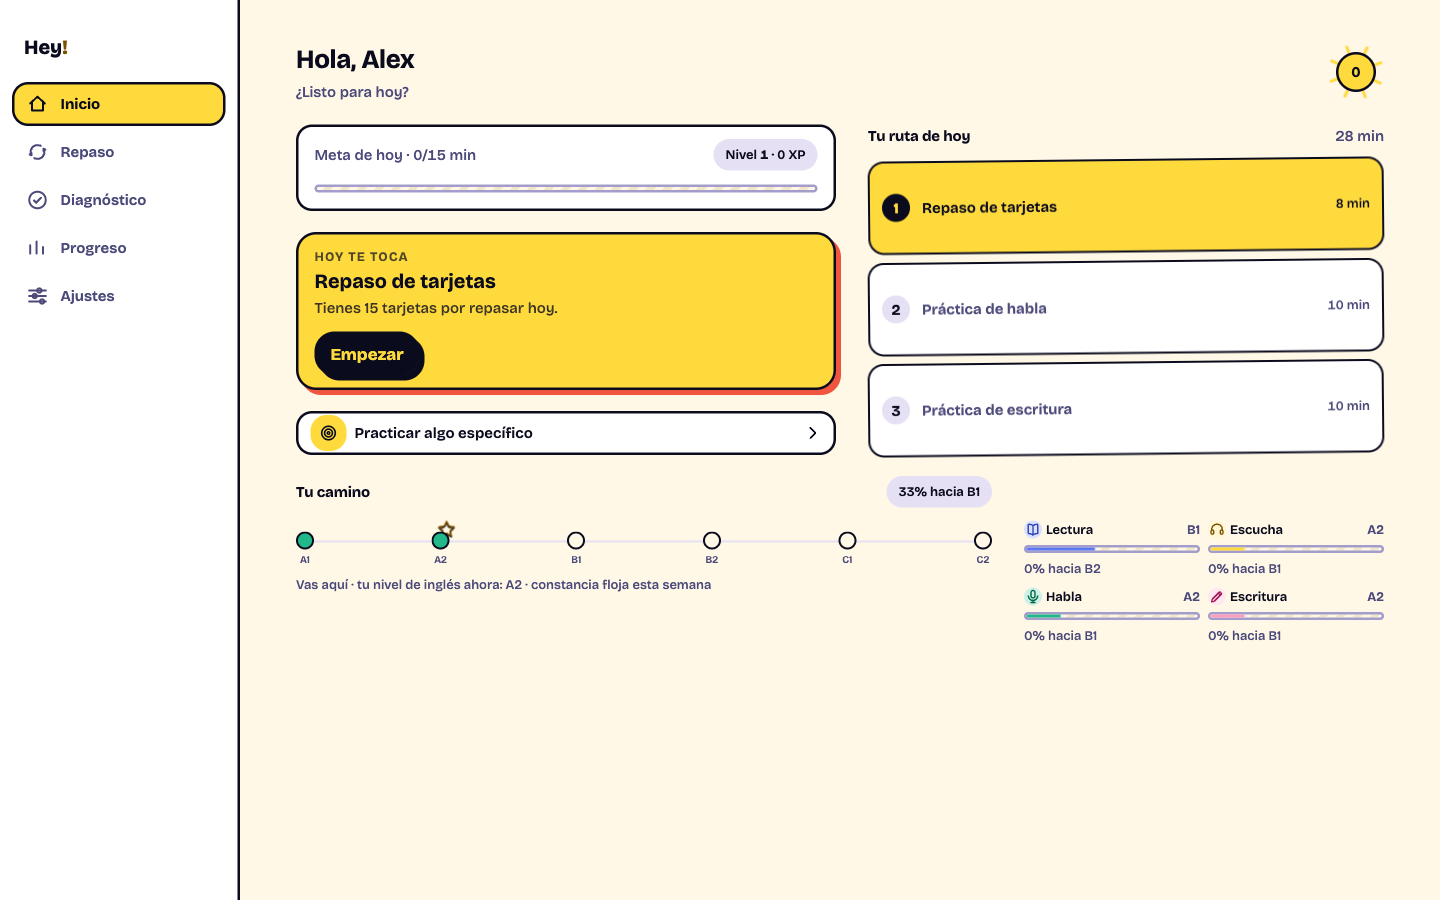 Hey!
Inicio
Repaso
Diagnóstico
Progreso
Ajustes
Hola, Alex
¿Listo para hoy?
0
Meta de hoy · 0/15 min
Nivel 1 · 0 XP
HOY TE TOCA
Repaso de tarjetas
Tienes 15 tarjetas por repasar hoy.
Empezar
Practicar algo específico
Tu ruta de hoy
28 min
1
Repaso de tarjetas
8 min
2
Práctica de habla
10 min
3
Práctica de escritura
10 min
Tu camino
33% hacia B1
A1
A2
B1
B2
C1
C2
Vas aquí · tu nivel de inglés ahora: A2 · constancia floja esta semana
Lectura
B1
0% hacia B2
Escucha
A2
0% hacia B1
Habla
A2
0% hacia B1
Escritura
A2
0% hacia B1